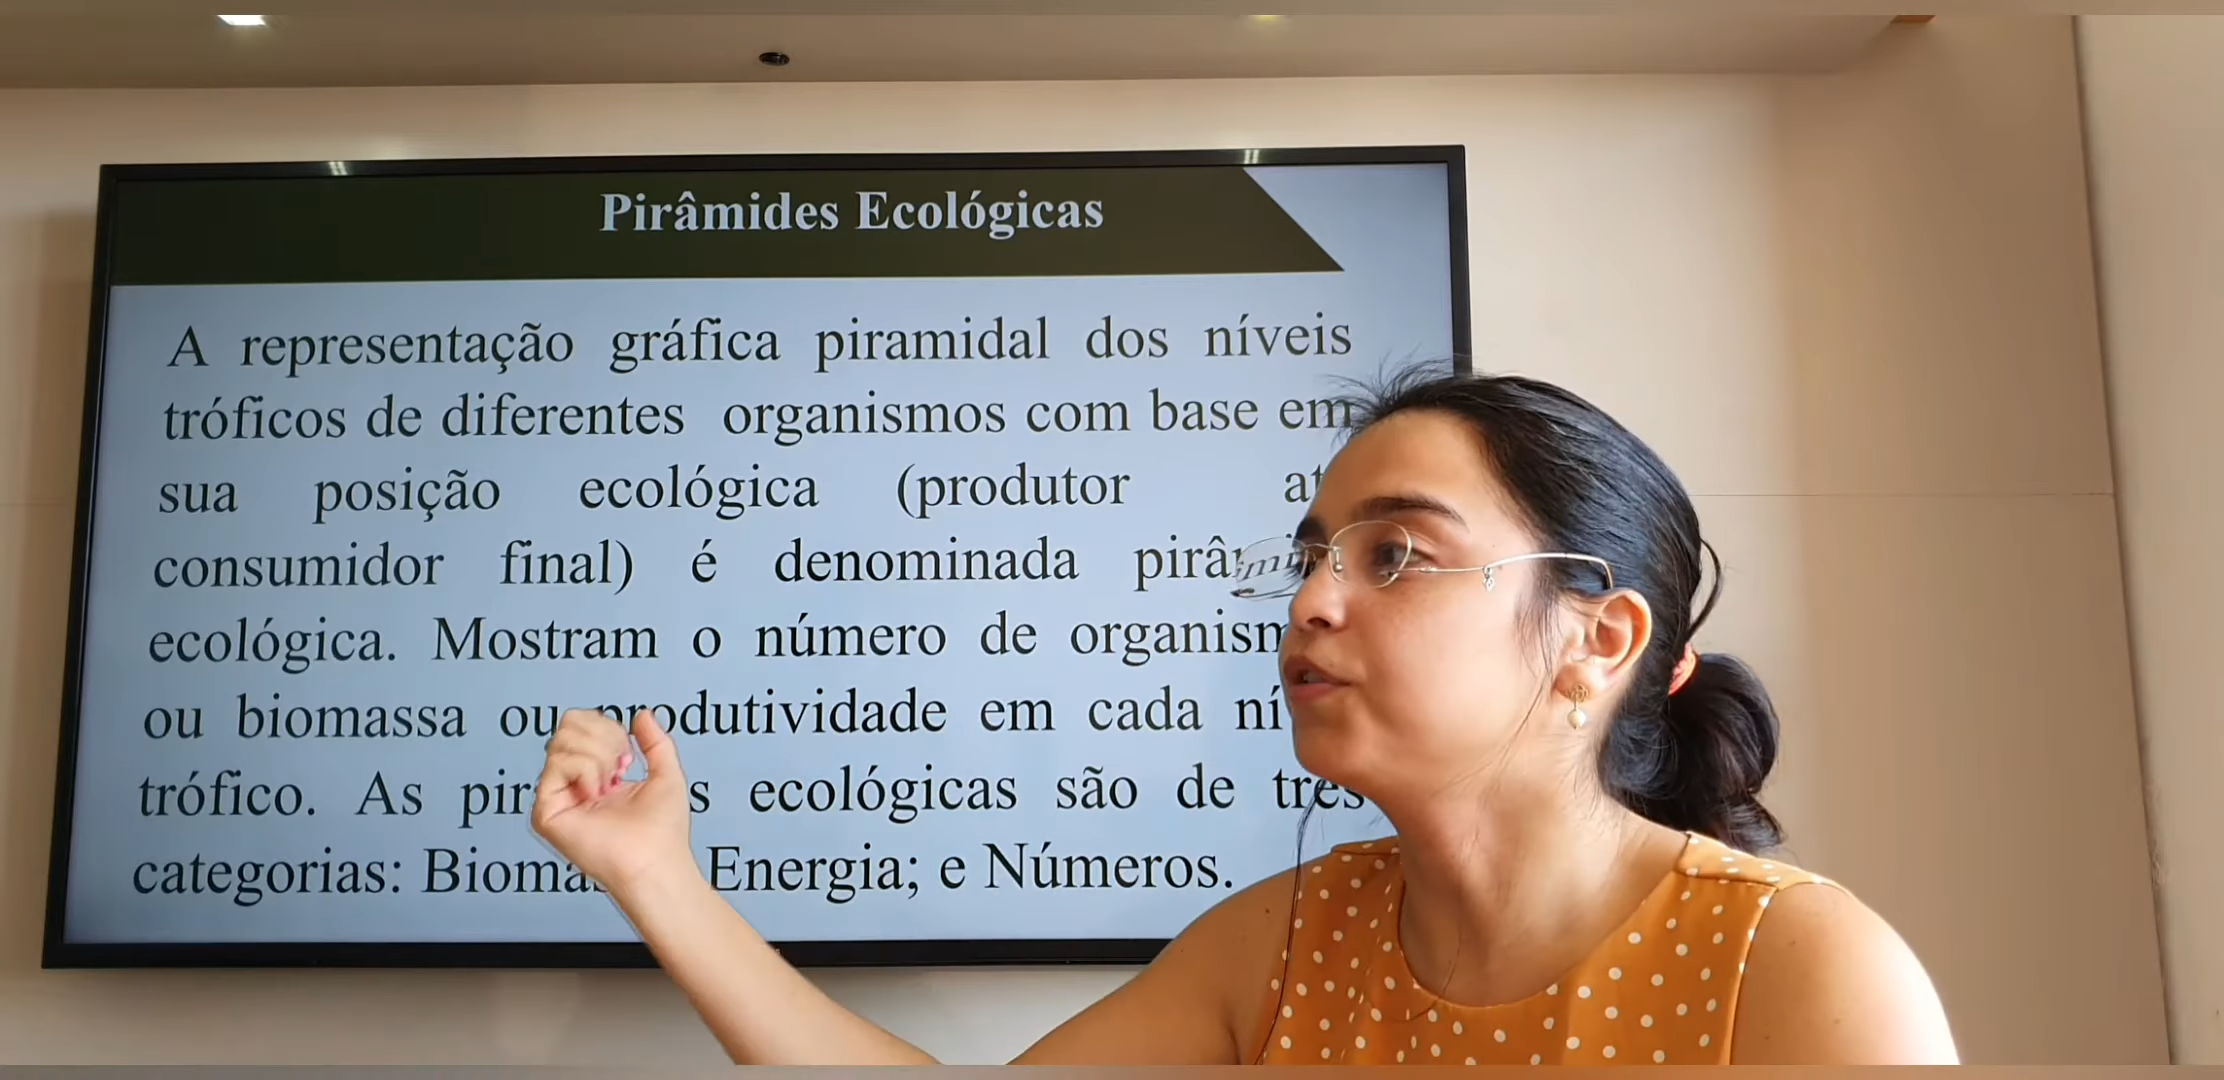 Pirâmides Ecológicas
A representação gráfica piramidal dos níveis
tróficos de diferentes organismos com base em
sua posição ecológica (produtor
consumidor final) é denominada
ecológica. Mostram o número de
ou biomassa ou produtividade em cada
trófico. As ecológicas são de três
categorias: Energia; e Números.